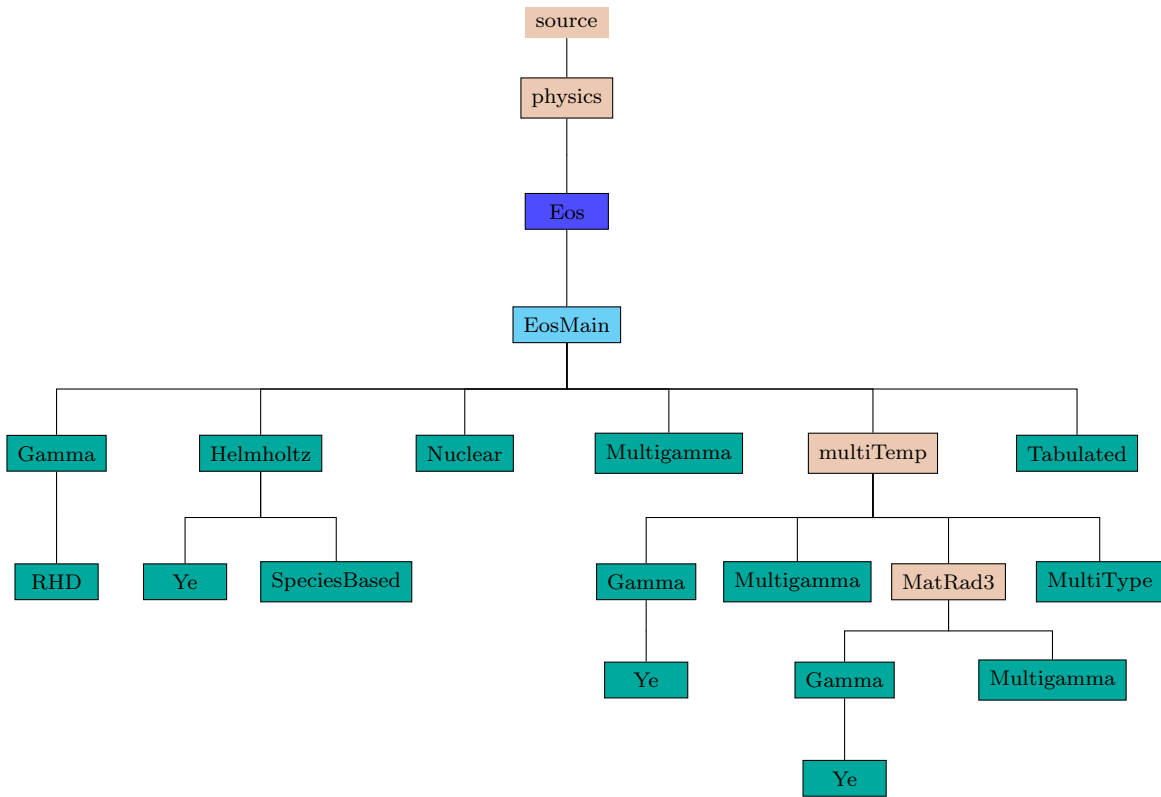 source
physics
Eos
EosMain
Gamma
Helmholtz
Nuclear
Multigamma
multiTemp
Tabulated
RHD
Ye
SpeciesBased
Gamma
Multigamma
MatRad3
MultiType
Ye
Gamma
Multigamma
Ye